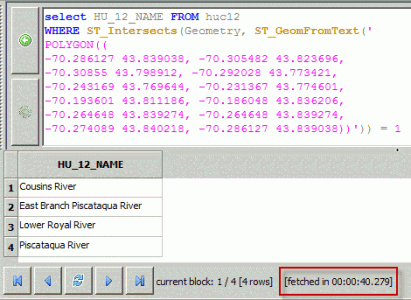 select HU_12_NAME FROM huc12
WHERE ST_Intersects(Geometry, ST_GeomFromText('
POLYGON((
-70.286127 43.839038, -70.305482 43.823696,
-70.30855 43.798912, -70.292028 43.773421,
-70.243169 43.769644, -70.231367 43.774601,
-70.193601 43.811186, -70.186048 43.836206,
-70.264648 43.839274, -70.264648 43.839274,
-70.274089 43.840218, -70.286127 43.839038))')) = 1
HU_12_NAME
1 Cousins River
2 East Branch Piscataqua River
3 Lower Royal River
4 Piscataqua River
current block: 1 / 4 [4 rows] [fetched in 00:00:40.279]